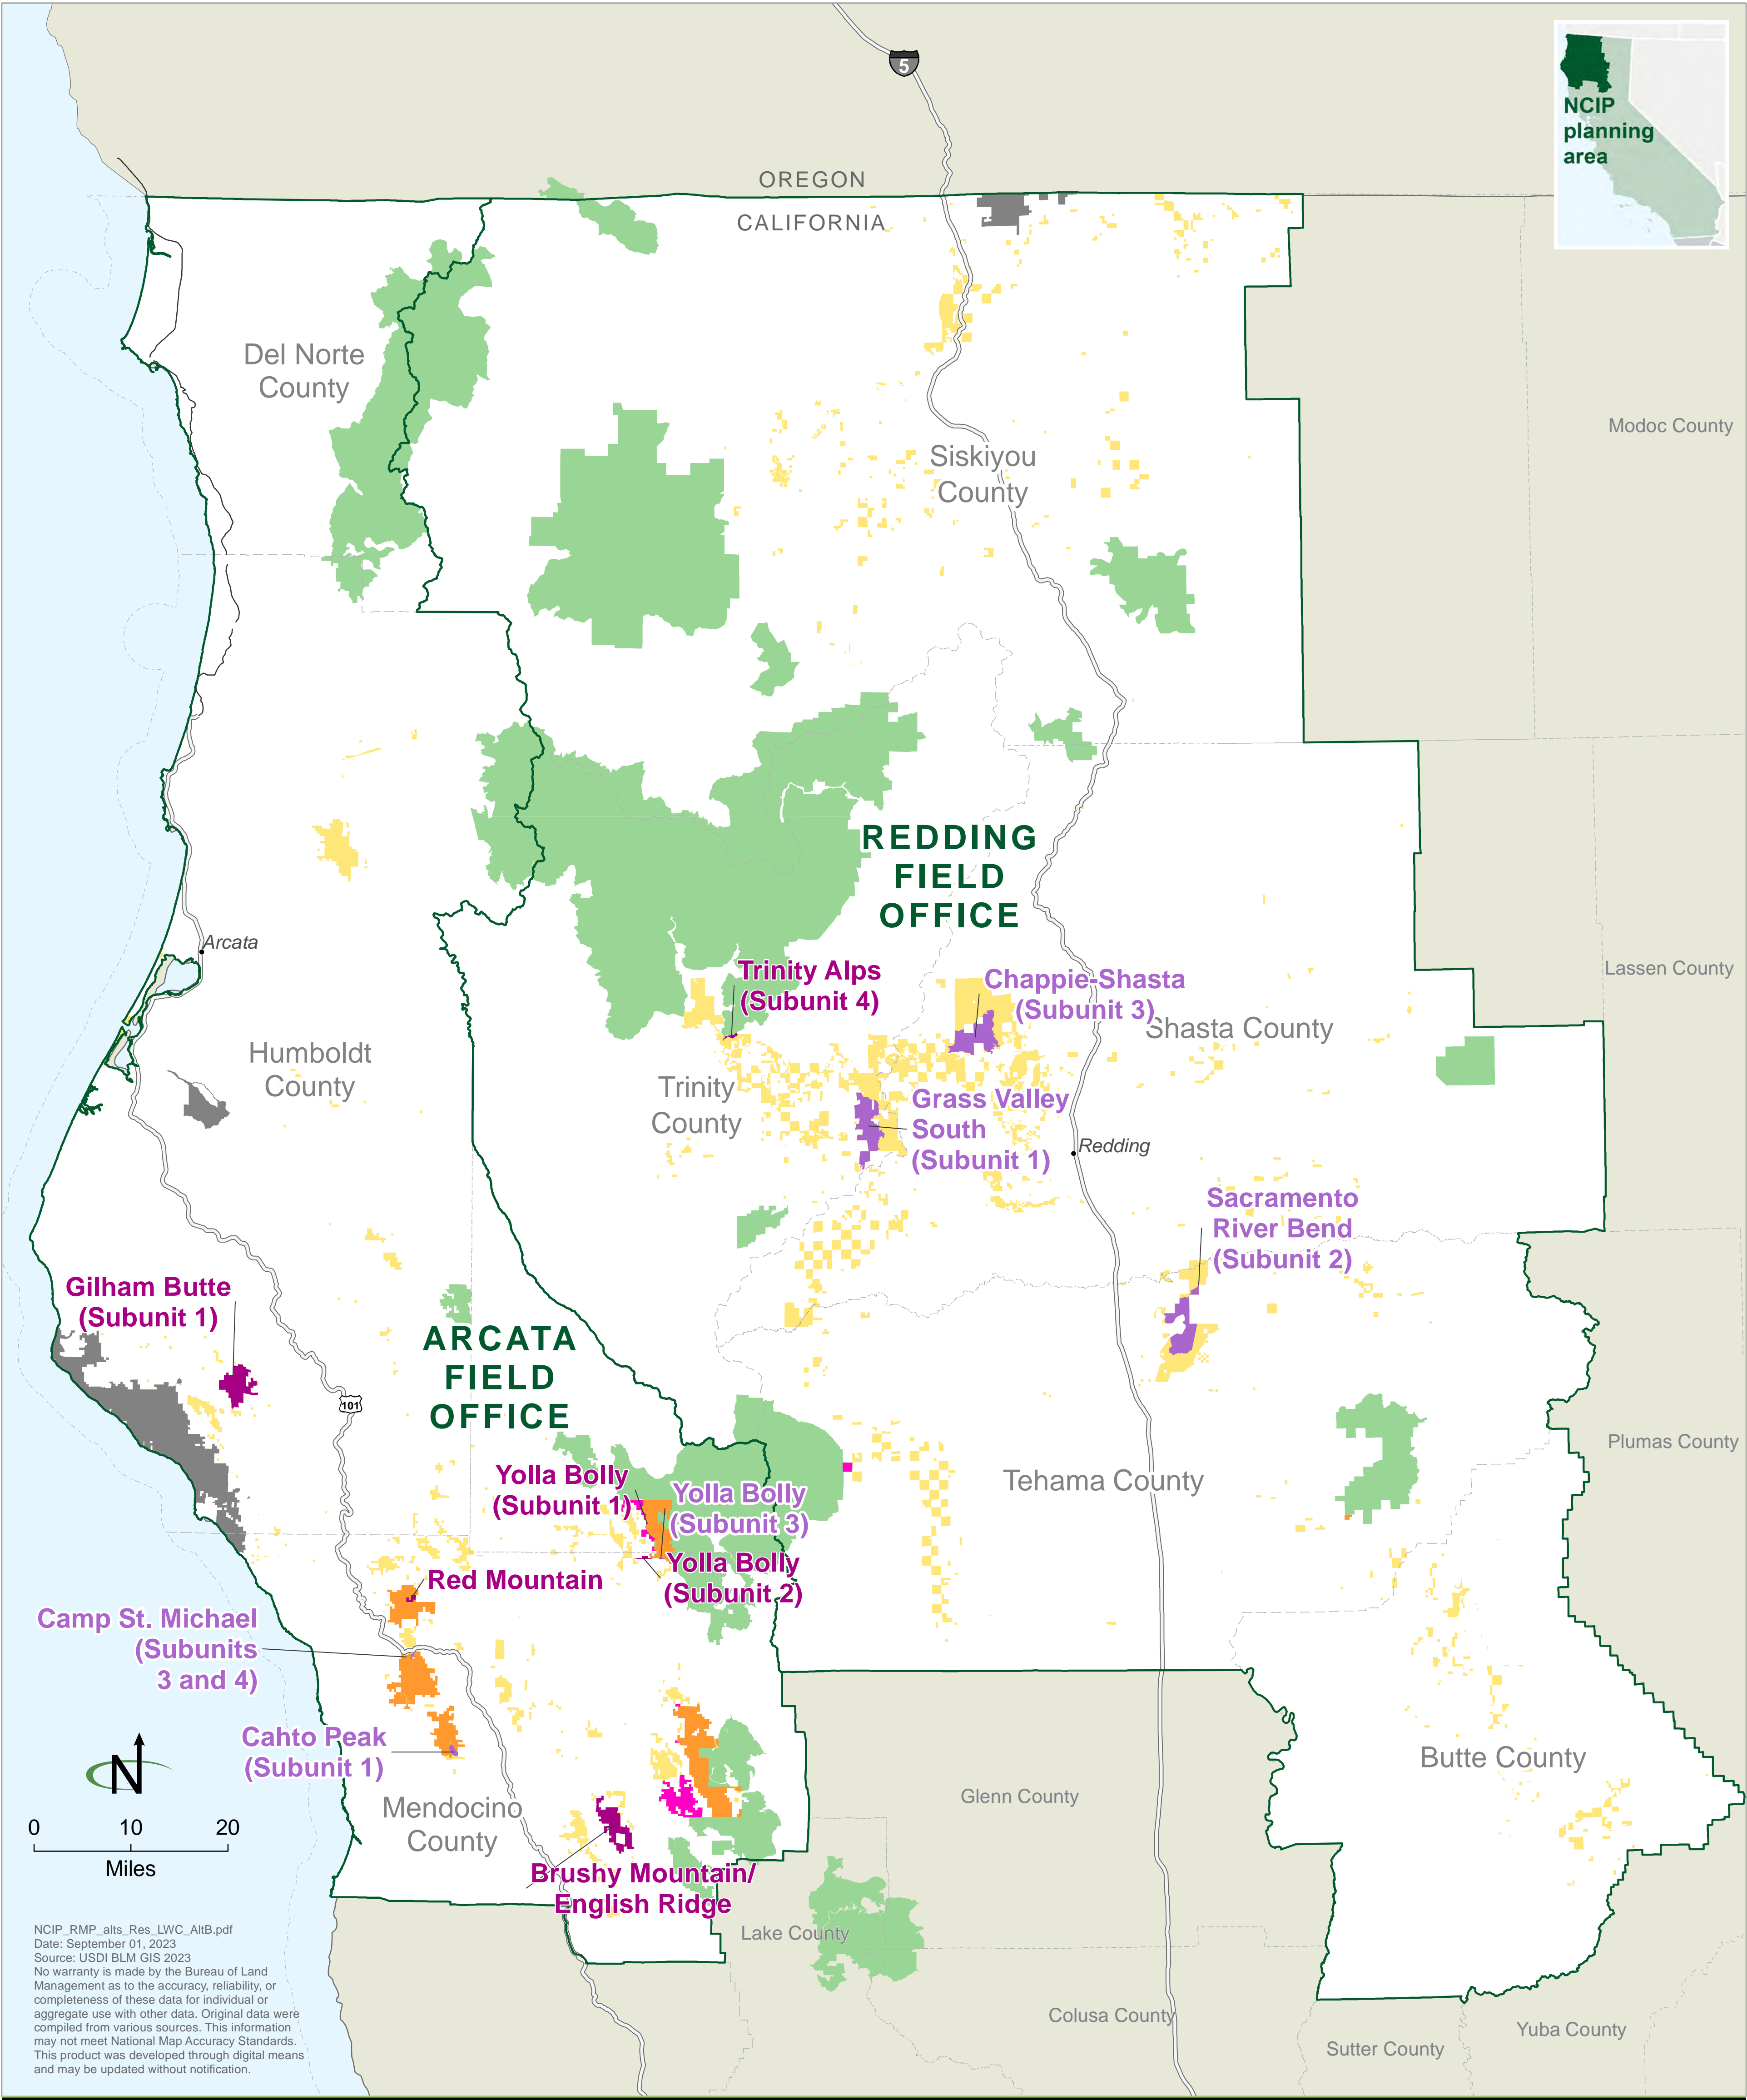 5
NCIP
planning
area
OREGON
CALIFORNIA
Del Norte
County
Modoc County
Siskiyou
County
REDDING
FIELD
OFFICE
Arcata
Trinity Alps
(Subunit 4)
Chappie-Shasta
(Subunit 3)
Lassen County
Shasta County
Humboldt
County
Trinity
County
Grass Valley
South
(Subunit 1)
Redding
Sacramento
River Bend
(Subunit 2)
Gilham Butte
(Subunit 1)
ARCATA
FIELD
OFFICE
101
Plumas County
Yolla Bolly
(Subunit 1)
Yolla Bolly
(Subunit 3)
Tehama County
Yolla Bolly
(Subunit 2)
Red Mountain
Camp St. Michael
(Subunits
3 and 4)
Cahto Peak
(Subunit 1)
Butte County
N
Glenn County
Mendocino
County
0 10 20
Miles
Brushy Mountain/
English Ridge
Lake County
NCIP_RMP_alts_Res_LWC_AltB.pdf
Date: September 01, 2023
Source: USDI BLM GIS 2023
No warranty is made by the Bureau of Land
Management as to the accuracy, reliability, or
completeness of these data for individual or
aggregate use with other data. Original data were
compiled from various sources. This information
may not meet National Map Accuracy Standards.
This product was developed through digital means
and may be updated without notification.
Colusa County
Sutter County
Yuba County